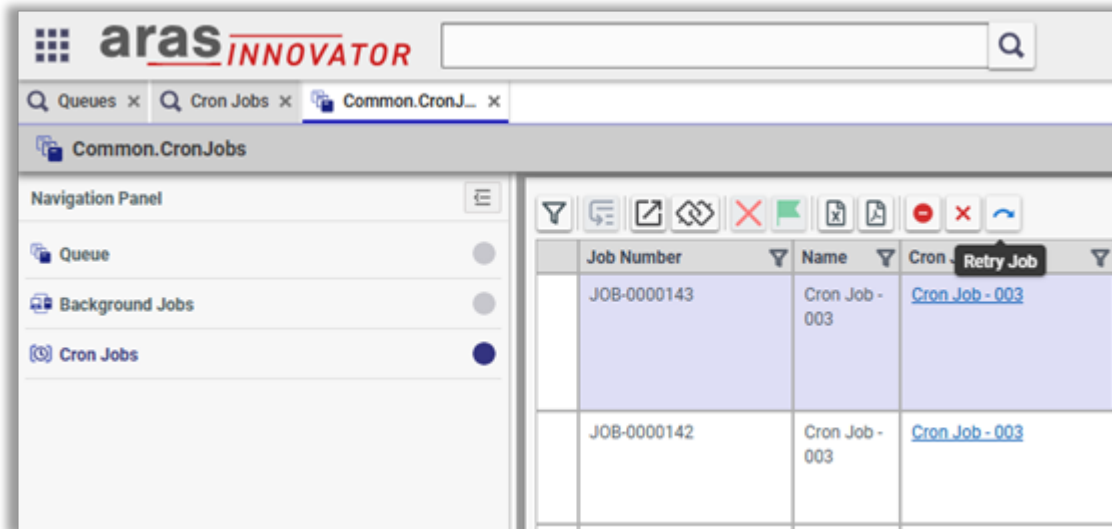 aras INNOVATOR
Queues Cron Jobs Common.CronJ...
Common.CronJobs
Navigation Panel
Queue
Background Jobs
Cron Jobs
Retry Job
Job Number Name Cron J
JOB-0000143 Cron Job - Cron Job - 003
003
JOB-0000142 Cron Job - Cron Job - 003
003